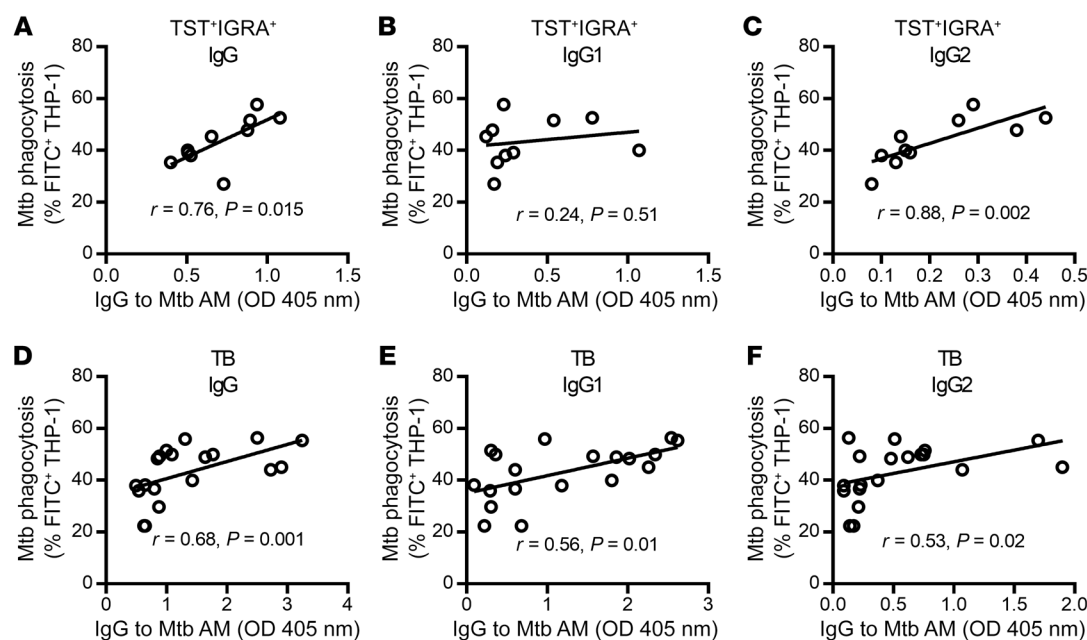 A
TST⁺IGRA⁺
IgG
Mtb phagocytosis
(% FITC⁺ THP-1)
80
60
40
20
0
r = 0.76, P = 0.015
0.0 0.5 1.0 1.5
IgG to Mtb AM (OD 405 nm)
B
TST⁺IGRA⁺
IgG1
Mtb phagocytosis
(% FITC⁺ THP-1)
80
60
40
20
0
r = 0.24, P = 0.51
0.0 0.5 1.0 1.5
IgG to Mtb AM (OD 405 nm)
C
TST⁺IGRA⁺
IgG2
Mtb phagocytosis
(% FITC⁺ THP-1)
80
60
40
20
0
r = 0.88, P = 0.002
0.0 0.1 0.2 0.3 0.4 0.5
IgG to Mtb AM (OD 405 nm)
D
TB
IgG
Mtb phagocytosis
(% FITC⁺ THP-1)
80
60
40
20
0
r = 0.68, P = 0.001
0 1 2 3 4
IgG to Mtb AM (OD 405 nm)
E
TB
IgG1
Mtb phagocytosis
(% FITC⁺ THP-1)
80
60
40
20
0
r = 0.56, P = 0.01
0 1 2 3
IgG to Mtb AM (OD 405 nm)
F
TB
IgG2
Mtb phagocytosis
(% FITC⁺ THP-1)
80
60
40
20
0
r = 0.53, P = 0.02
0.0 0.5 1.0 1.5 2.0
IgG to Mtb AM (OD 405 nm)